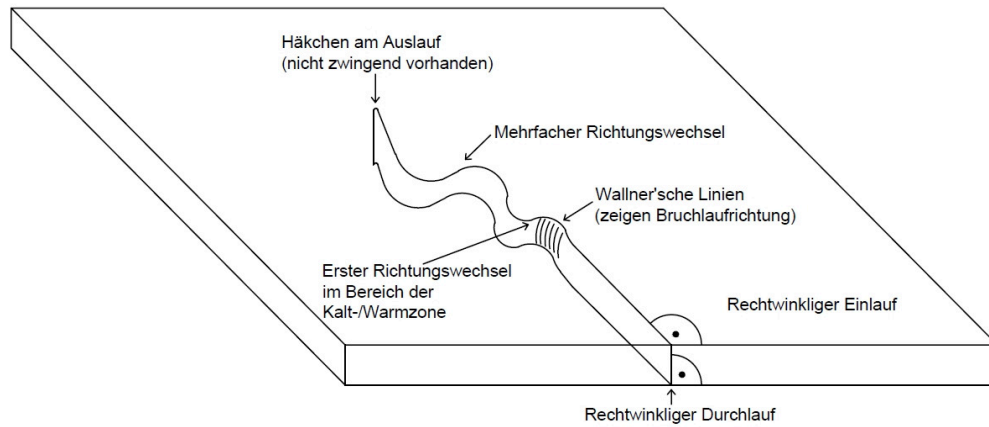 Häkchen am Auslauf
(nicht zwingend vorhanden)
Mehrfacher Richtungswechsel
Wallner'sche Linien
(zeigen Bruchlaufrichtung)
Erster Richtungswechsel
im Bereich der
Kalt-/Warmzone
Rechtwinkliger Einlauf
Rechtwinkliger Durchlauf